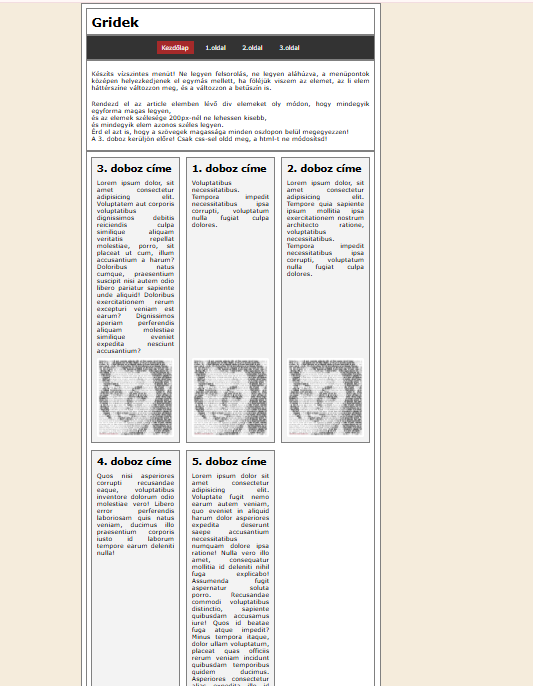 Gridek
Kezdőlap 1.oldal 2.oldal 3.oldal
Készíts vízszintes menüt! Ne legyen felsorolás, ne legyen aláhúzva, a menüpontok
középen helyezkedjenek el egymás mellett, ha föléjük viszem az elemet, az li elem
háttérszíne változzon meg, és a változzon a betűszín is.
Rendezd el az article elemben lévő div elemeket oly módon, hogy mindegyik
egyforma magas legyen,
és az elemek szélesége 200px-nél ne lehessen kisebb,
és mindegyik elem azonos széles legyen.
Érd el azt is, hogy a szövegek magassága minden oszlopon belül megegyezzen!
A 3. doboz kerüljön előre! Csak css-sel oldd meg, a html-t ne módosítsd!
3. doboz címe
Lorem ipsum dolor, sit
amet consectetur
adipisicing elit.
Voluptatem aut corporis
voluptatibus
dignissimos debitis
reiciendis culpa
similique aliquam
veritatis repellat
molestiae, porro, sit
placeat ut cum, illum
accusantium a harum?
Doloribus natus
cumque, praesentium
suscipit nisi autem odio
libero pariatur sapiente
unde aliquid! Doloribus
exercitationem rerum
excepturi veniam est
earum? Dignissimos
aperiam perferendis
aliquam molestiae
similique eveniet
expedita nesciunt
accusantium?
1. doboz címe
Voluptatibus
necessitatibus.
Tempora impedit
necessitatibus ipsa
corrupti, voluptatum
nulla fugiat culpa
dolores.
2. doboz címe
Lorem ipsum dolor, sit
amet consectetur
adipisicing elit.
Tempore quia sapiente
ipsum mollitia ipsa
exercitationem nostrum
architecto ratione,
voluptatibus
necessitatibus.
Tempora impedit
necessitatibus ipsa
corrupti, voluptatum
nulla fugiat culpa
dolores.
4. doboz címe
Quos nisi asperiores
corrupti recusandae
eaque, voluptatibus
inventore dolorum odio
molestiae vero! Libero
error perferendis
laboriosam quis natus
veniam, ducimus illo
praesentium corporis
iusto id laborum
tempore earum deleniti
nulla!
5. doboz címe
Lorem ipsum dolor, sit
amet consectetur
adipisicing elit.
Voluptate fugit nemo
earum autem veniam,
quo eveniet in aliquid
harum dolor asperiores
expedita deserunt
saepe accusantium
necessitatibus
numquam dolore ipsa
ratione! Nulla vero illo
amet, consequatur
mollitia id deleniti nihil
fuga explicabo!
Assumenda fugit
aspernatur soluta
porro. Recusandae
commodi voluptatibus
distinctio, sapiente
quibusdam accusamus
iure! Quos id beatae
fuga atque impedit?
Minus tempora itaque,
dolor ullam voluptatum,
placeat quas officiis
rerum veniam incidunt
quibusdam temporibus
quidem ducimus.
Asperiores consectetur